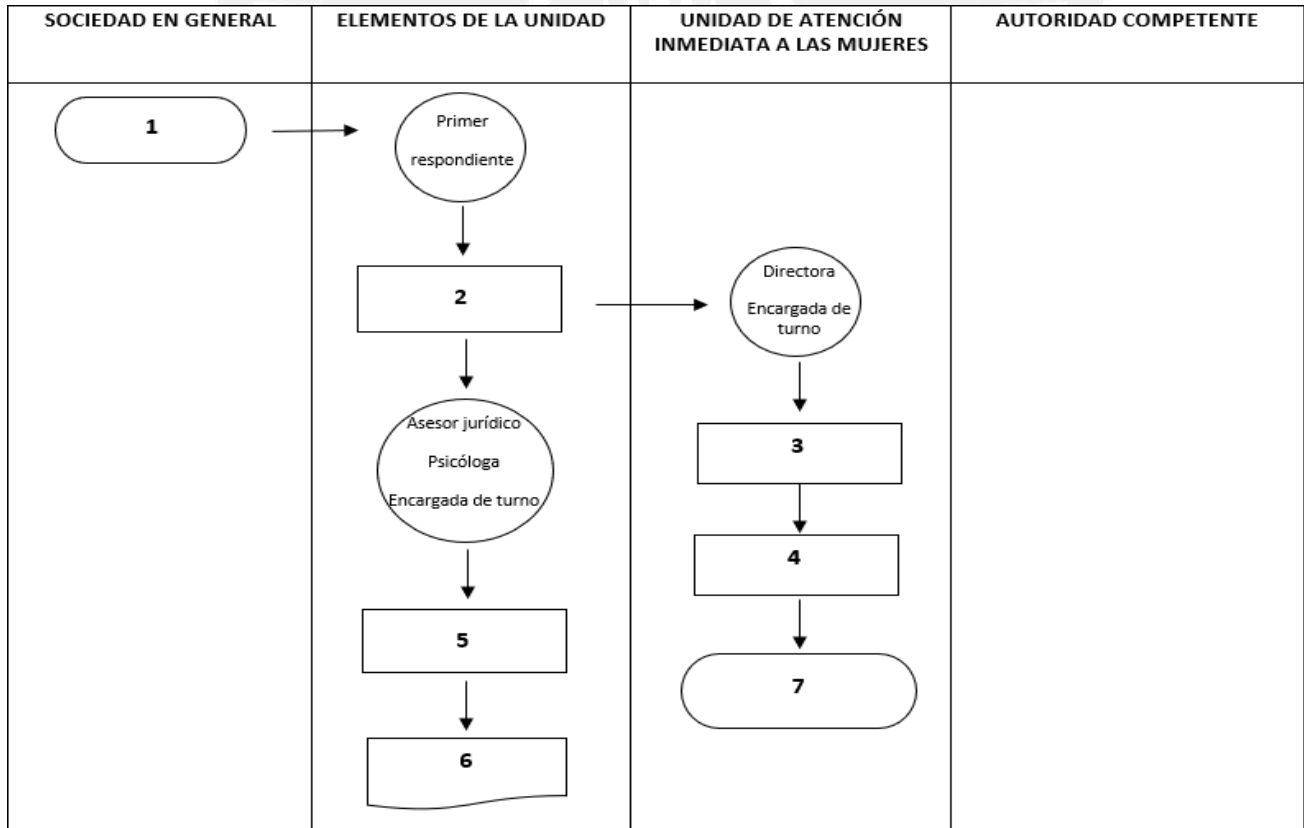 SOCIEDAD EN GENERAL
ELEMENTOS DE LA UNIDAD
UNIDAD DE ATENCIÓN
INMEDIATA A LAS MUJERES
AUTORIDAD COMPETENTE
1
Primer
respondiente
2
Directora
Encargada de
turno
Asesor jurídico
Psicóloga
Encargada de turno
3
4
5
7
6